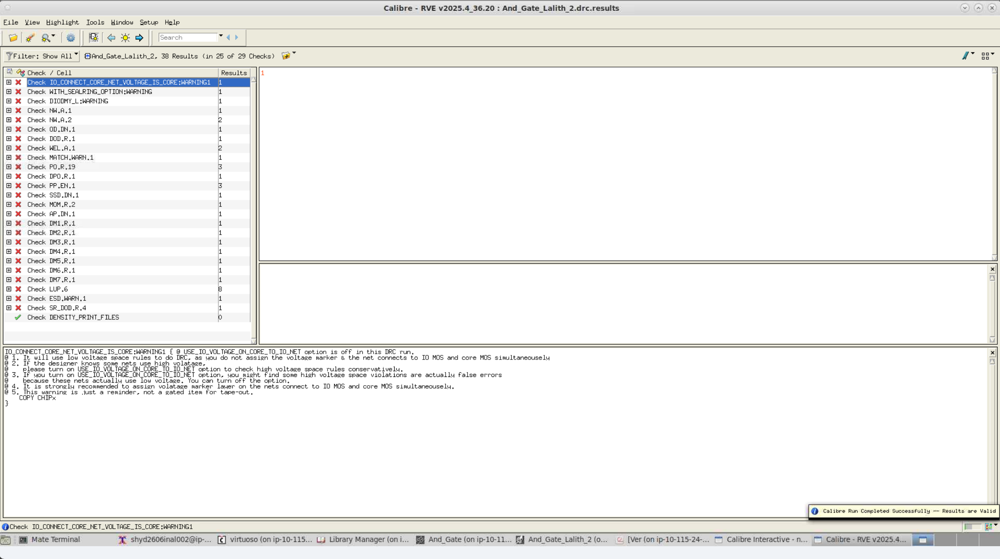 Calibre - RVE v2025.4_36.20 : And_Gate_Lalith_2.drc.results
File View Highlight Tools Window Setup Help
Search
Filter: Show All And_Gate_Lalith_2, 38 Results (in 25 of 29 Checks)
Check / Cell Results
Check IO_CONNECT_CORE_NET_VOLTAGE_IS_CORE:WARNING1 1
1
Check WITH_SEALRING_OPTION:WARNING 1
Check DIODMY_L:WARNING 1
Check NW.A.1 1
Check NW.A.2 2
Check OD.DN.1 1
Check DOD.R.1 1
Check WEL.A.1 2
Check MATCH.WARN.1 1
Check PO.R.19 3
Check DPO.R.1 1
Check PP.EN.1 3
Check SSD.DN.1 1
Check MOM.R.2 1
Check AP.DN.1 1
Check DM1.R.1 1
Check DM2.R.1 1
Check DM3.R.1 1
Check DM4.R.1 1
Check DM5.R.1 1
Check DM6.R.1 1
Check DM7.R.1 1
Check LUP.6 8
Check ESD.WARN.1 1
Check SR_DOD.R.4 1
Check DENSITY_PRINT_FILES 0
IO_CONNECT_CORE_NET_VOLTAGE_IS_CORE:WARNING1 { @ USE_IO_VOLTAGE_ON_CORE_TO_IO_NET option is off in this DRC run.
@ 1. It will use low voltage space rules to do DRC, as you do not assign the voltage marker & the net connects to IO MOS and core MOS simultaneousely
@ 2. If the designer knows some nets use high volatage,
@ please turn on USE_IO_VOLTAGE_ON_CORE_TO_IO_NET option to check high voltage space rules conservatively.
@ 3. If you turn on USE_IO_VOLTAGE_ON_CORE_TO_IO_NET option, you might find some high voltage space violations are actually false errors
@ because these nets actually use low voltage. You can turn off the option.
@ 4. It is strongly recommended to assign volatage marker layer on the nets connect to IO MOS and core MOS simultaneousely.
@ 5. This warning is just a reminder, not a gated item for tape-out.
COPY CHIPx
}
Calibre Run Completed Successfully -- Results are Valid
Check IO_CONNECT_CORE_NET_VOLTAGE_IS_CORE:WARNING1
Mate Terminal shyd2606inal002@ip-... virtuoso (on ip-10-115... Library Manager (on i... And_Gate (on ip-10-11... And_Gate_Lalith_2 (o... [Ver (on ip-10-115-24-... Calibre Interactive - n... Calibre - RVE v2025.4...